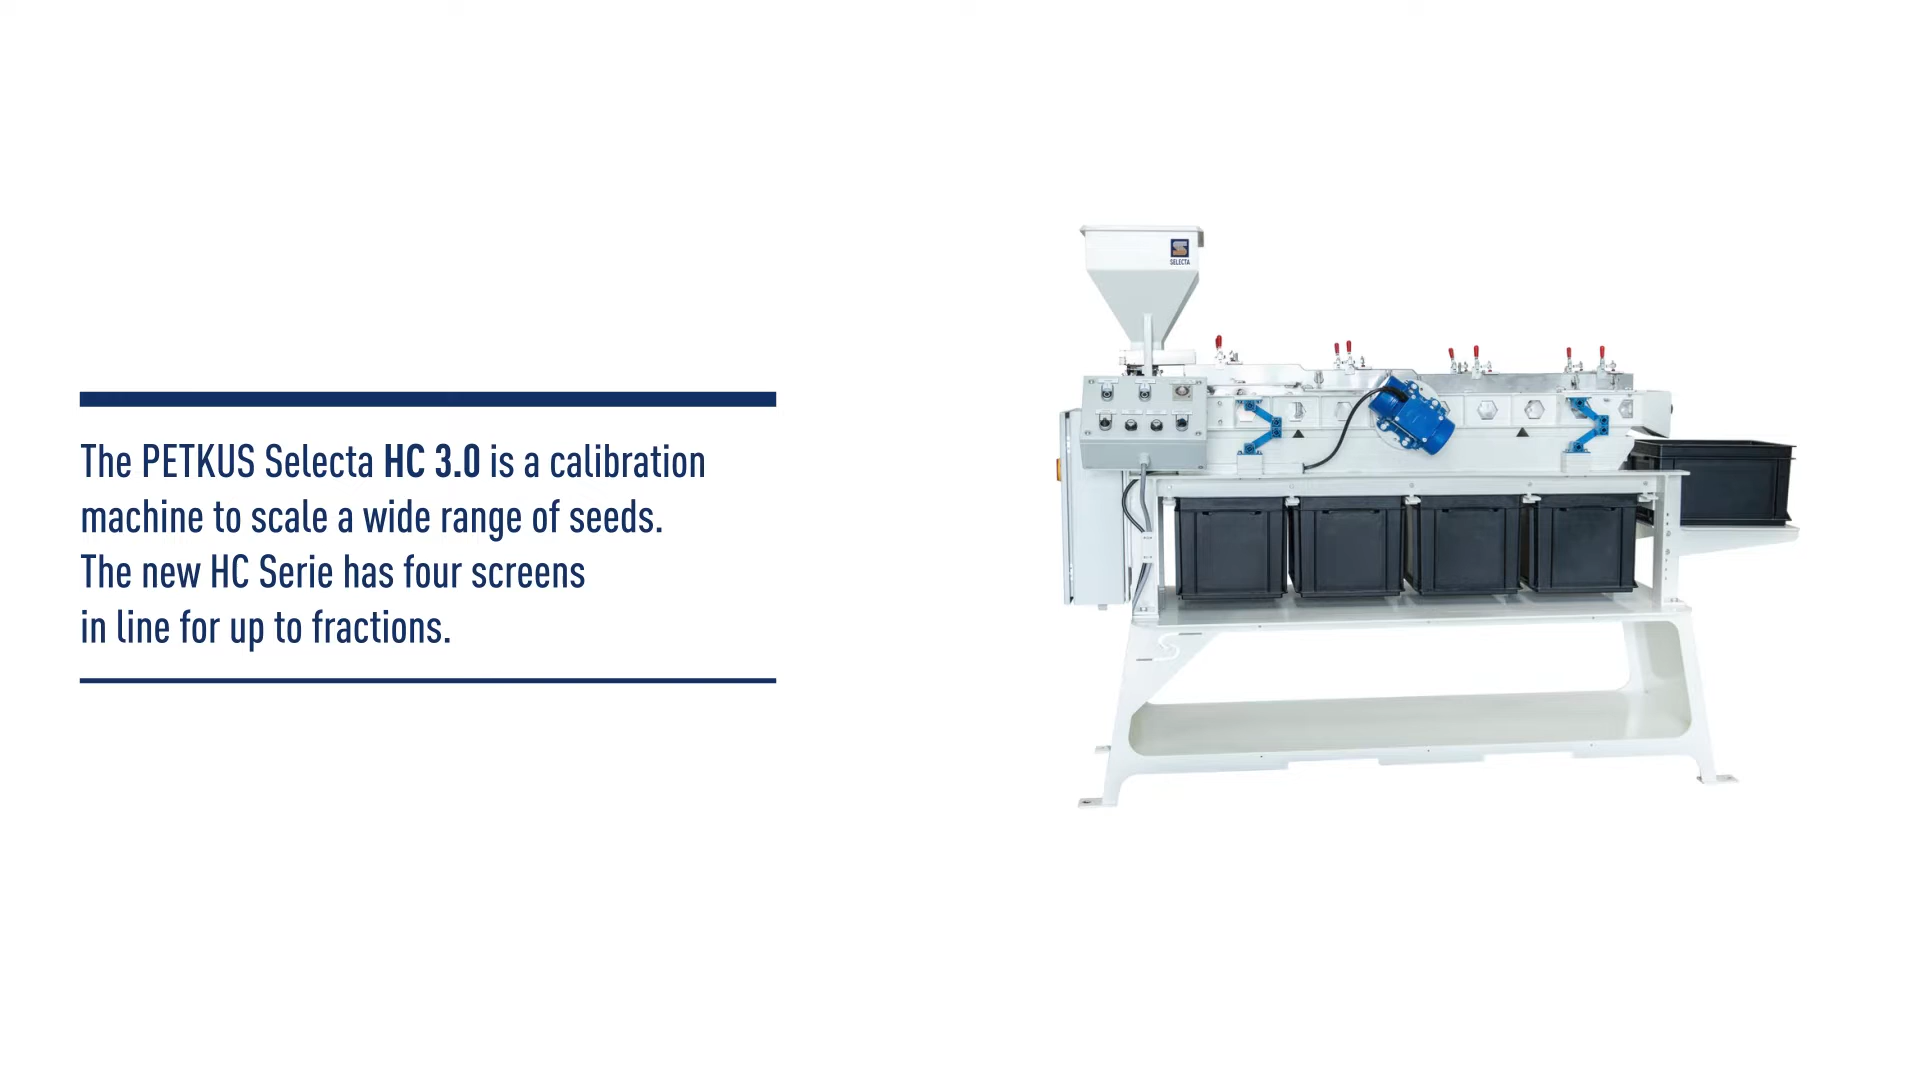 The PETKUS Selecta HC 3.0 is a calibration
machine to scale a wide range of seeds.
The new HC Serie has four screens
in line for up to fractions.
SELECTA